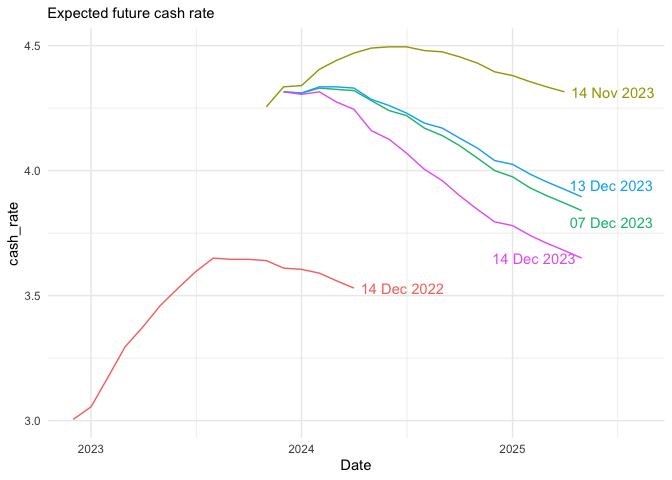 Expected future cash rate
4.5
14 Nov 2023
4.0
13 Dec 2023
07 Dec 2023
14 Dec 2023
3.5
14 Dec 2022
3.0
cash_rate
2023
2024
2025
Date